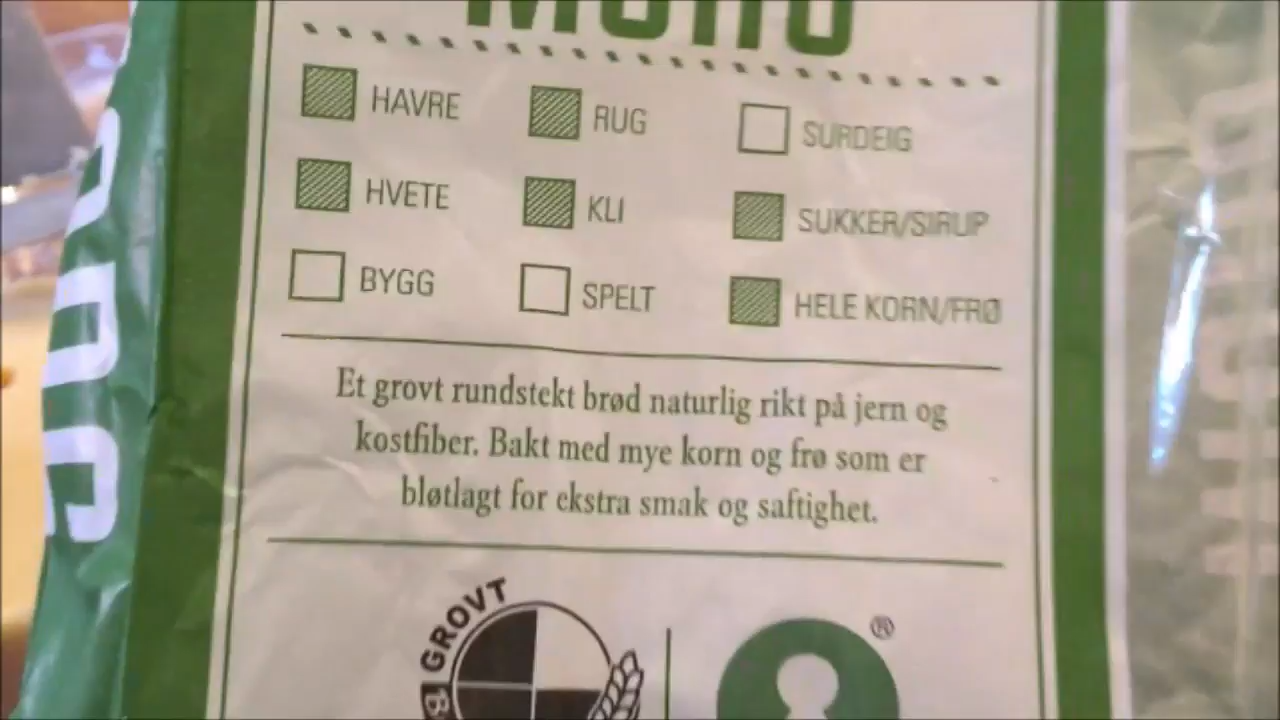 HAVRE RUG SURDEIG
HVETE KLI SUKKER/SIRUP
BYGG SPELT HELE KORN/FRØ
Et grovt rundstekt brød naturlig rikt på jern og
kostfiber. Bakt med mye korn og frø som er
bløtlagt for ekstra smak og saftighet.
GROVT
®